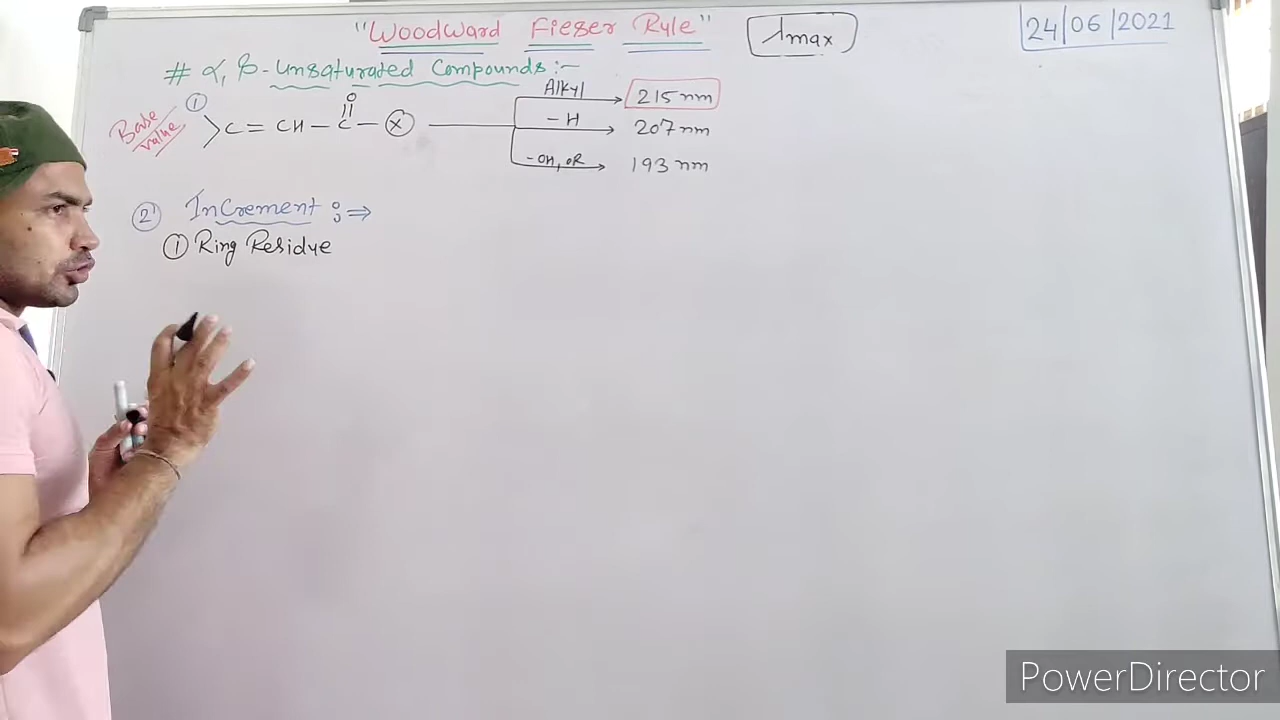 "Woodward Fieser Rule"
λmax
24/06/2021
# α, β-Unsaturated Compounds:-
Base value
① >C=CH-C-Ⓧ
O
Alkyl 215 nm
-H 207 nm
-OH, OR 193 nm
② Increment :⇒
① Ring Residue
PowerDirector